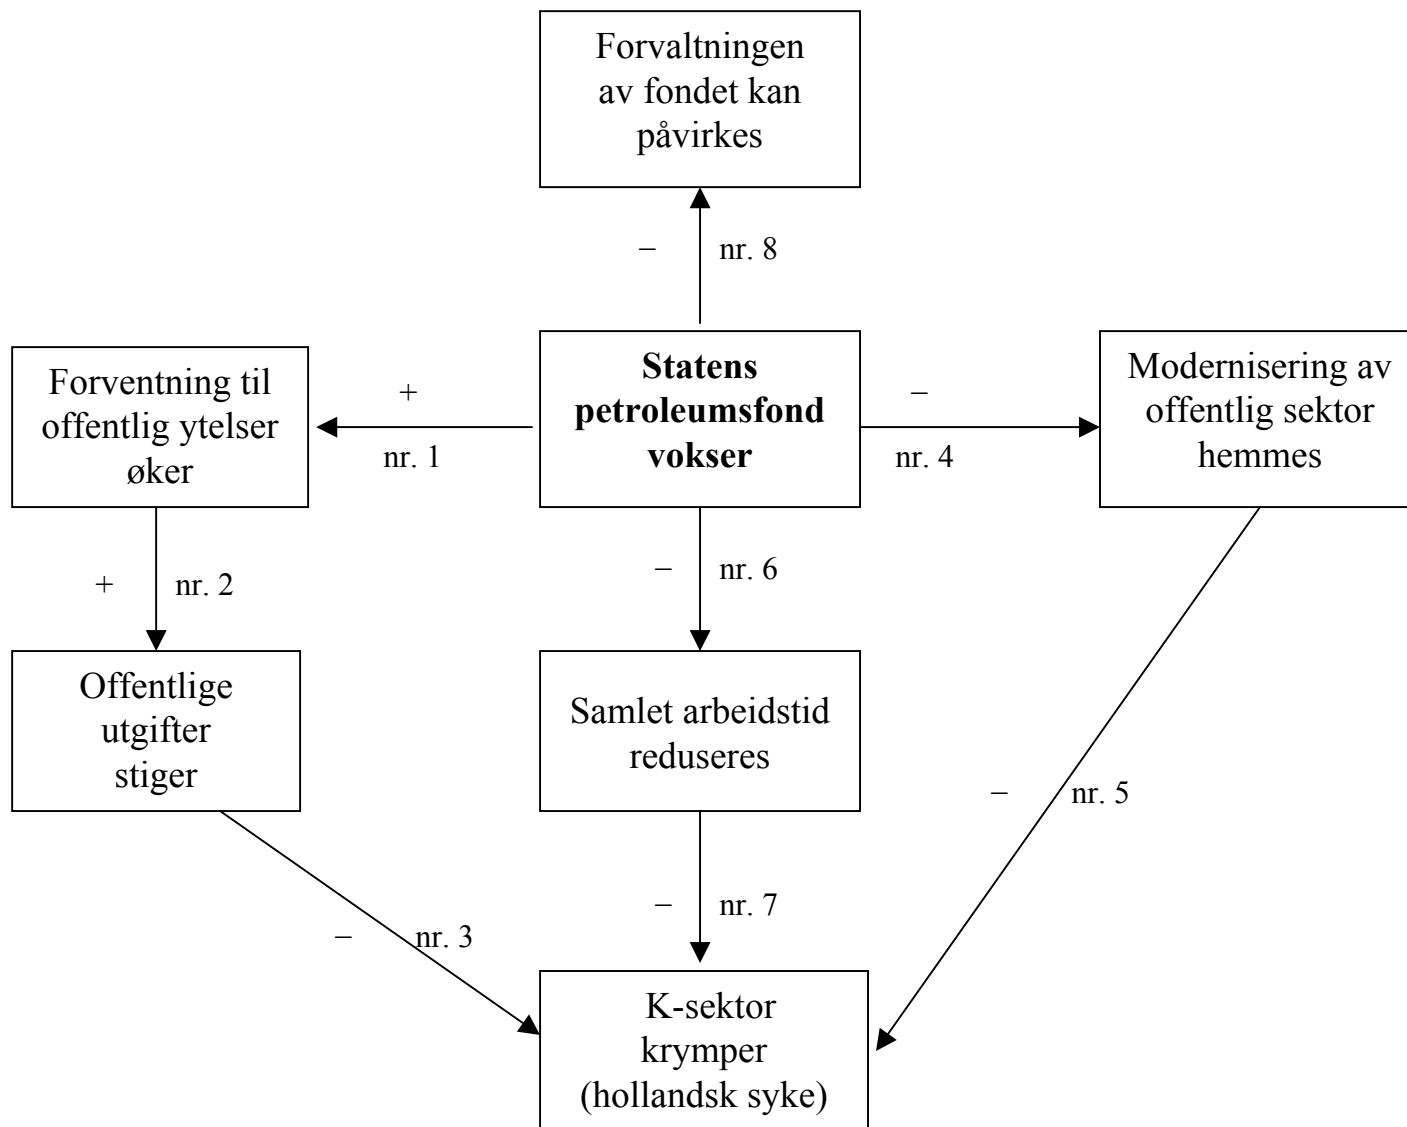 Forvaltningen
av fondet kan
påvirkes
– nr. 8
Forventning til
offentlig ytelser
øker
+
nr. 1
Statens
petroleumsfond
vokser
–
nr. 4
Modernisering av
offentlig sektor
hemmes
+ nr. 2
– nr. 6
Offentlige
utgifter
stiger
Samlet arbeidstid
reduseres
– nr. 5
– nr. 3
– nr. 7
K-sektor
krymper
(hollandsk syke)